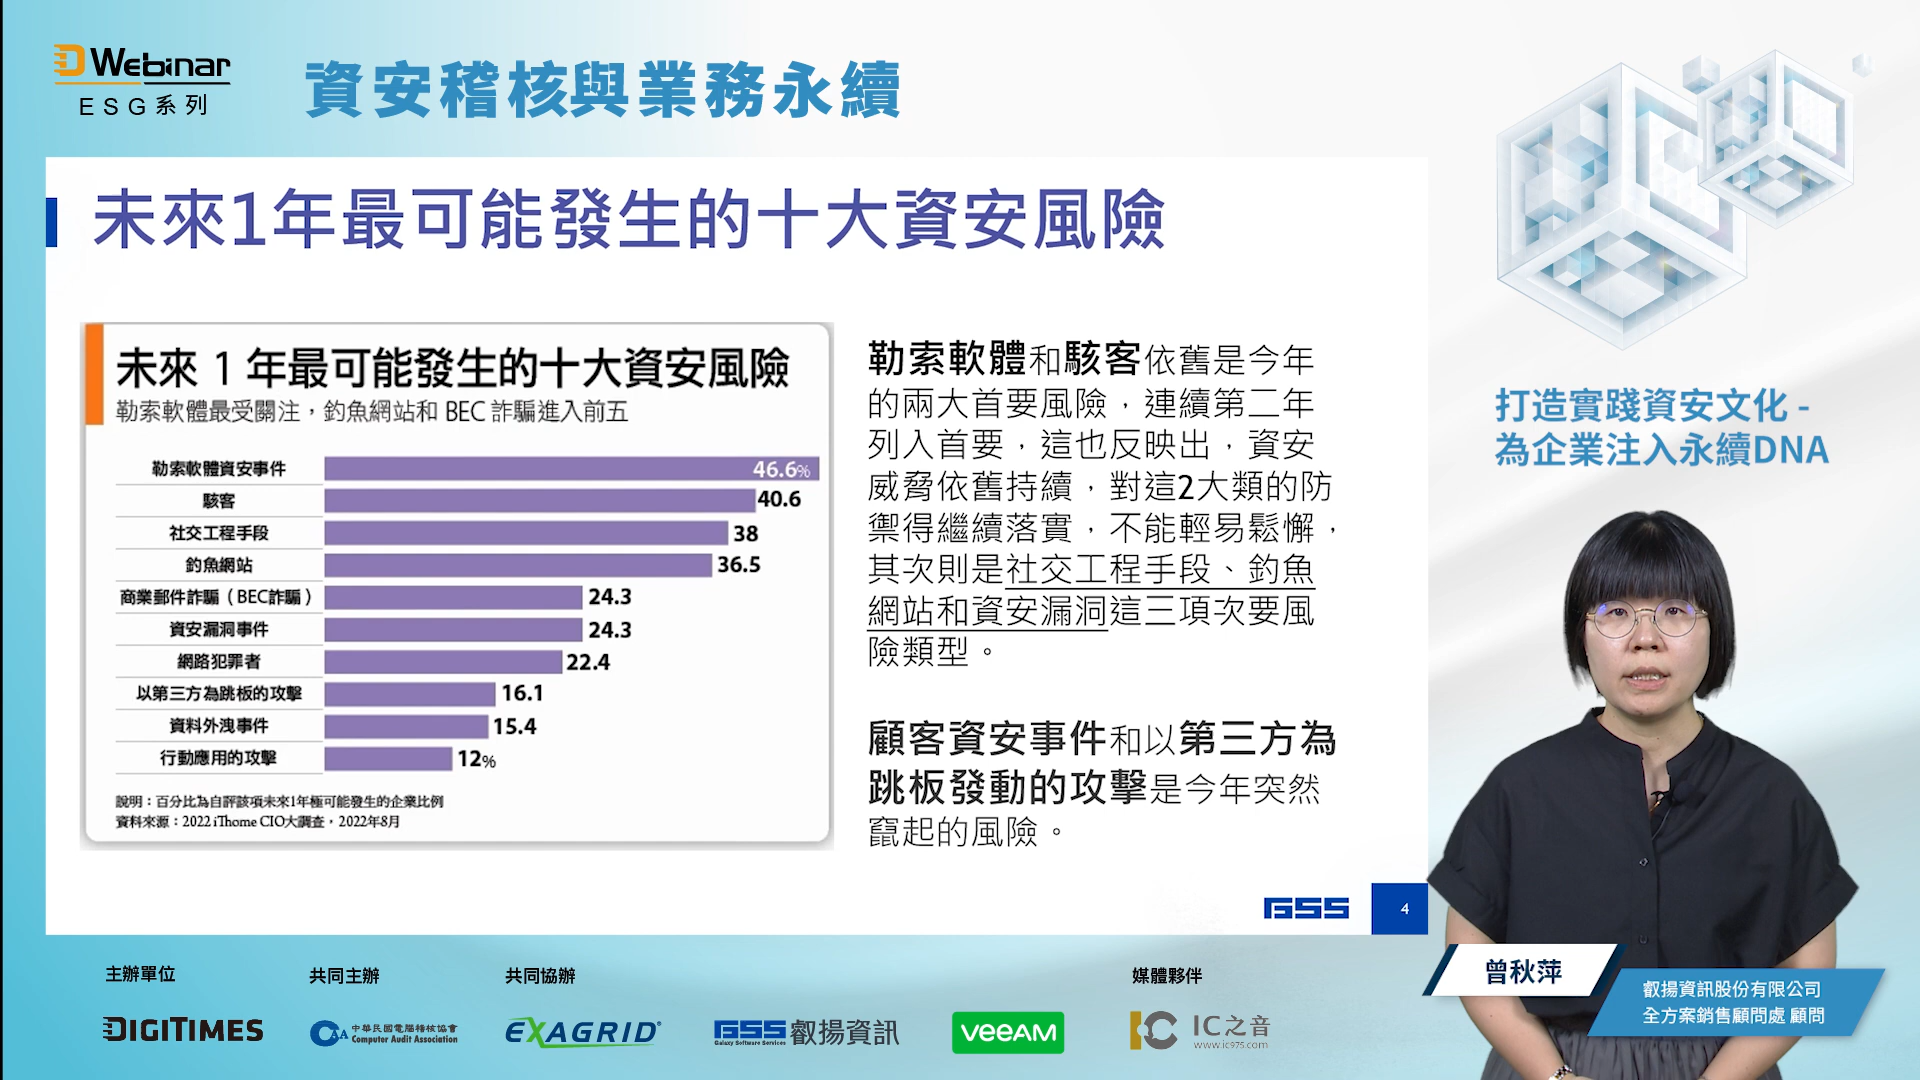 DWebinar
ESG系列
資安稽核與業務永續
未來1年最可能發生的十大資安風險
未來 1 年最可能發生的十大資安風險
勒索軟體最受關注，釣魚網站和 BEC 詐騙進入前五
勒索軟體資安事件 46.6%
駭客 40.6
社交工程手段 38
釣魚網站 36.5
商業郵件詐騙（BEC詐騙） 24.3
資安漏洞事件 24.3
網路犯罪者 22.4
以第三方為跳板的攻擊 16.1
資料外洩事件 15.4
行動應用的攻擊 12%
說明：百分比為自評該項未來1年極可能發生的企業比例
資料來源：2022 iThome CIO大調查，2022年8月
勒索軟體和駭客依舊是今年
的兩大首要風險，連續第二年
列入首要，這也反映出，資安
威脅依舊持續，對這2大類的防
禦得繼續落實，不能輕易鬆懈，
其次則是社交工程手段、釣魚
網站和資安漏洞這三項次要風
險類型。
顧客資安事件和以第三方為
跳板發動的攻擊是今年突然
竄起的風險。
GSS
4
打造實踐資安文化 -
為企業注入永續DNA
曾秋萍
叡揚資訊股份有限公司
全方案銷售顧問處 顧問
主辦單位
DIGITIMES
共同主辦
CAA
中華民國電腦稽核協會
Computer Audit Association
共同協辦
EXAGRID®
GSS 叡揚資訊
Galaxy Software Services
VEEAM
媒體夥伴
IC IC之音
www.ic975.com